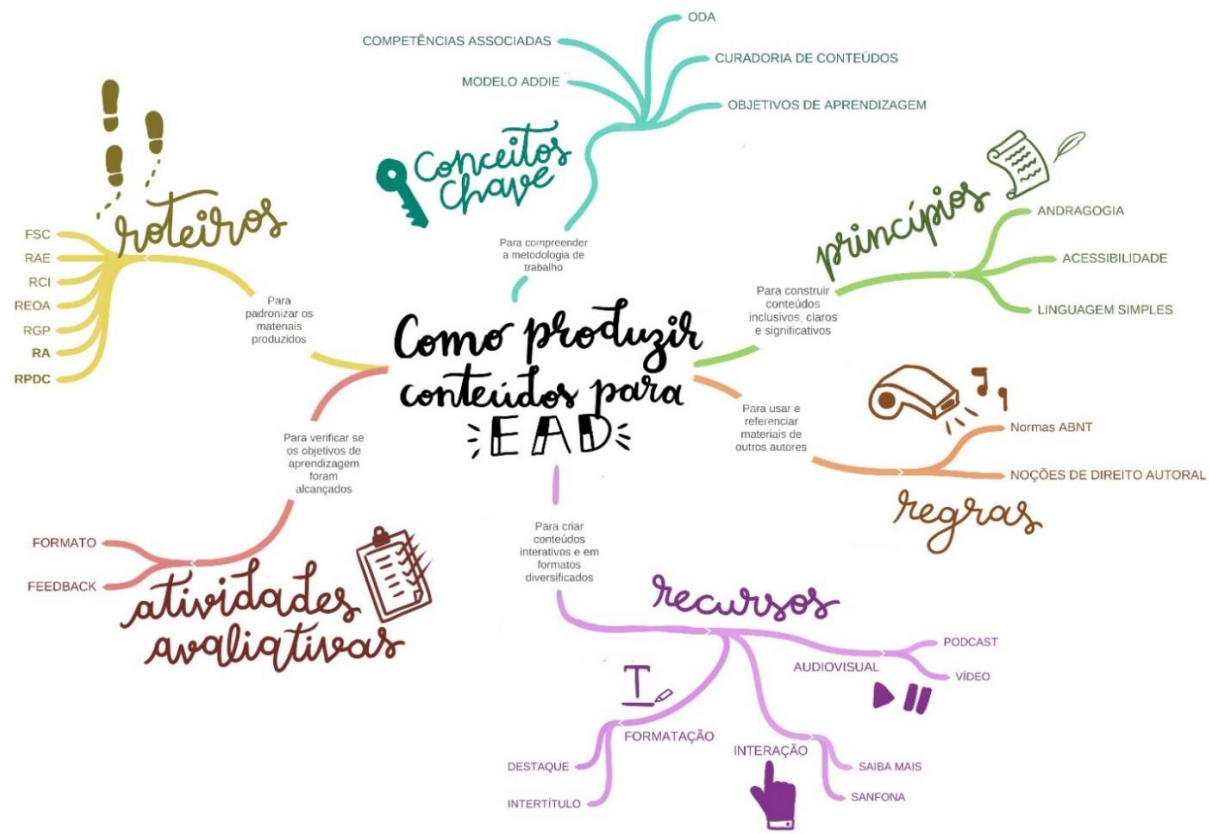 Como produzir
conteúdos para
EAD
Conceitos
Chave
Para compreender
a metodologia de
trabalho
COMPETÊNCIAS ASSOCIADAS
MODELO ADDIE
ODA
CURADORIA DE CONTEÚDOS
OBJETIVOS DE APRENDIZAGEM
princípios
Para construir
conteúdos
inclusivos, claros
e significativos
ANDRAGOGIA
ACESSIBILIDADE
LINGUAGEM SIMPLES
regras
Para usar e
referenciar
materiais de
outros autores
Normas ABNT
NOÇÕES DE DIREITO AUTORAL
recursos
Para criar
conteúdos
interativos e em
formatos
diversificados
AUDIOVISUAL
PODCAST
VÍDEO
INTERAÇÃO
SAIBA MAIS
SANFONA
T
FORMATAÇÃO
DESTAQUE
INTERTÍTULO
atividades
avaliativas
Para verificar se
os objetivos de
aprendizagem
foram
alcançados
FORMATO
FEEDBACK
roteiros
Para
padronizar os
materiais
produzidos
FSC
RAE
RCI
REOA
RGP
RA
RPDC